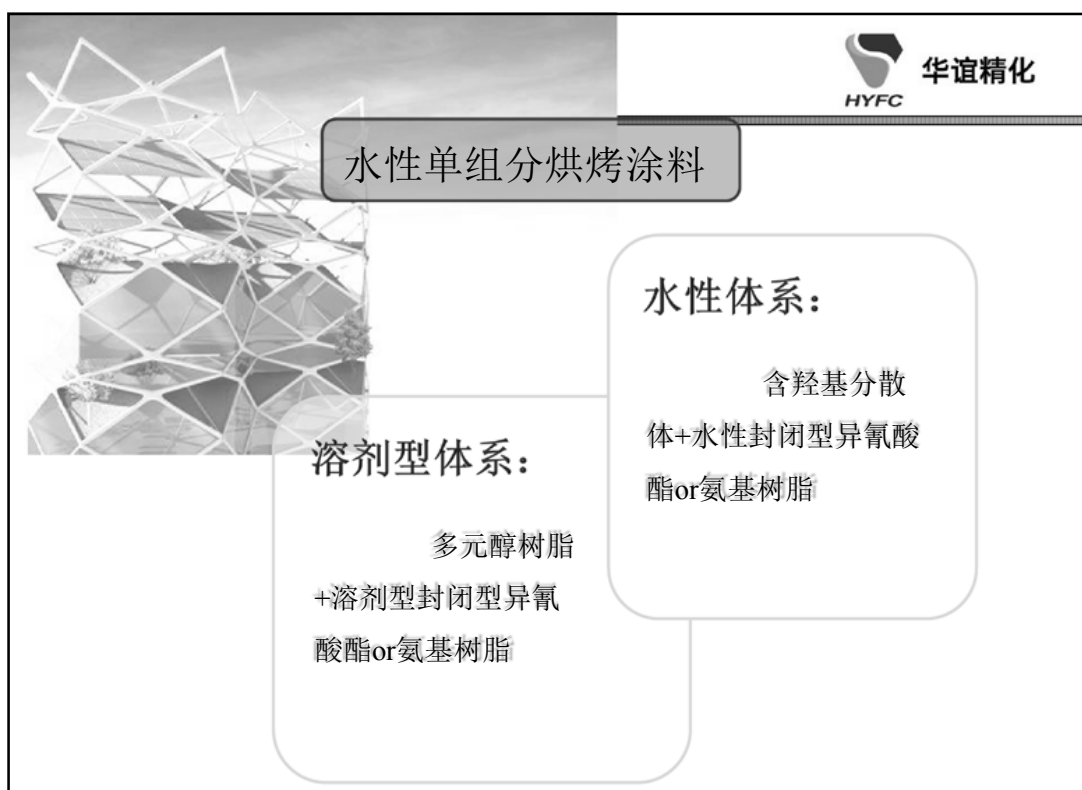 华谊精化
HYFC
水性单组分烘烤涂料
水性体系：
含羟基分散
体+水性封闭型异氰酸
酯or氨基树脂
溶剂型体系：
多元醇树脂
+溶剂型封闭型异氰
酸酯or氨基树脂